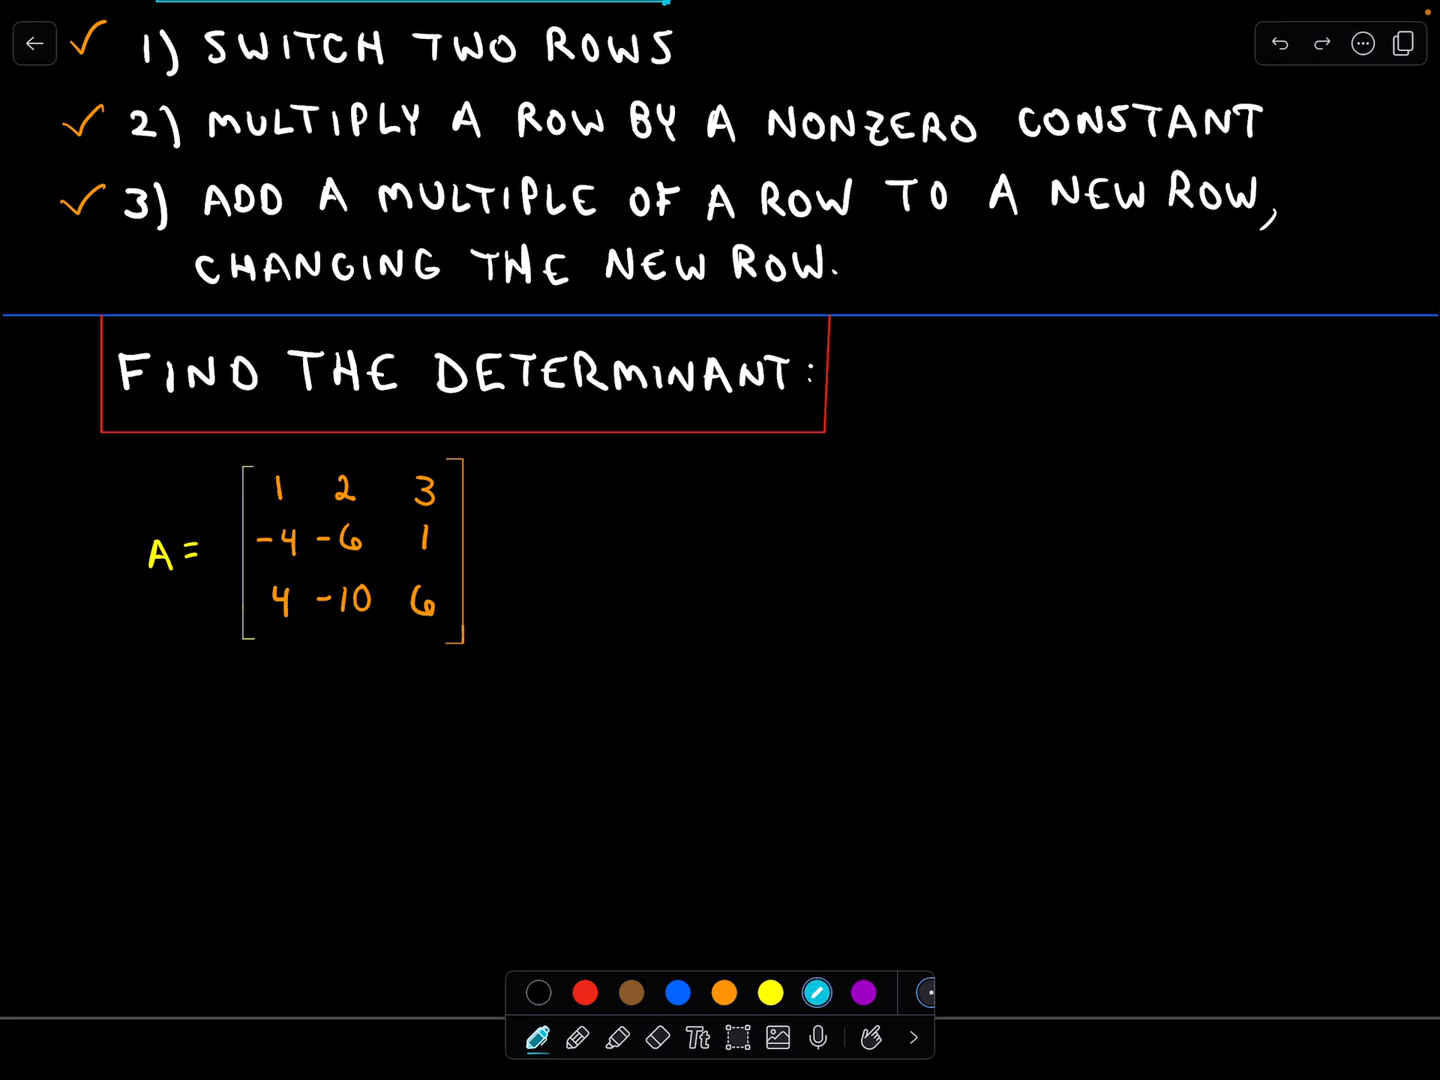 1) SWITCH TWO ROWS
2) MULTIPLY A ROW BY A NONZERO CONSTANT
3) ADD A MULTIPLE OF A ROW TO A NEW ROW,
CHANGING THE NEW ROW.
FIND THE DETERMINANT:
1 2 3
A = -4 -6 1
4 -10 6
Tt